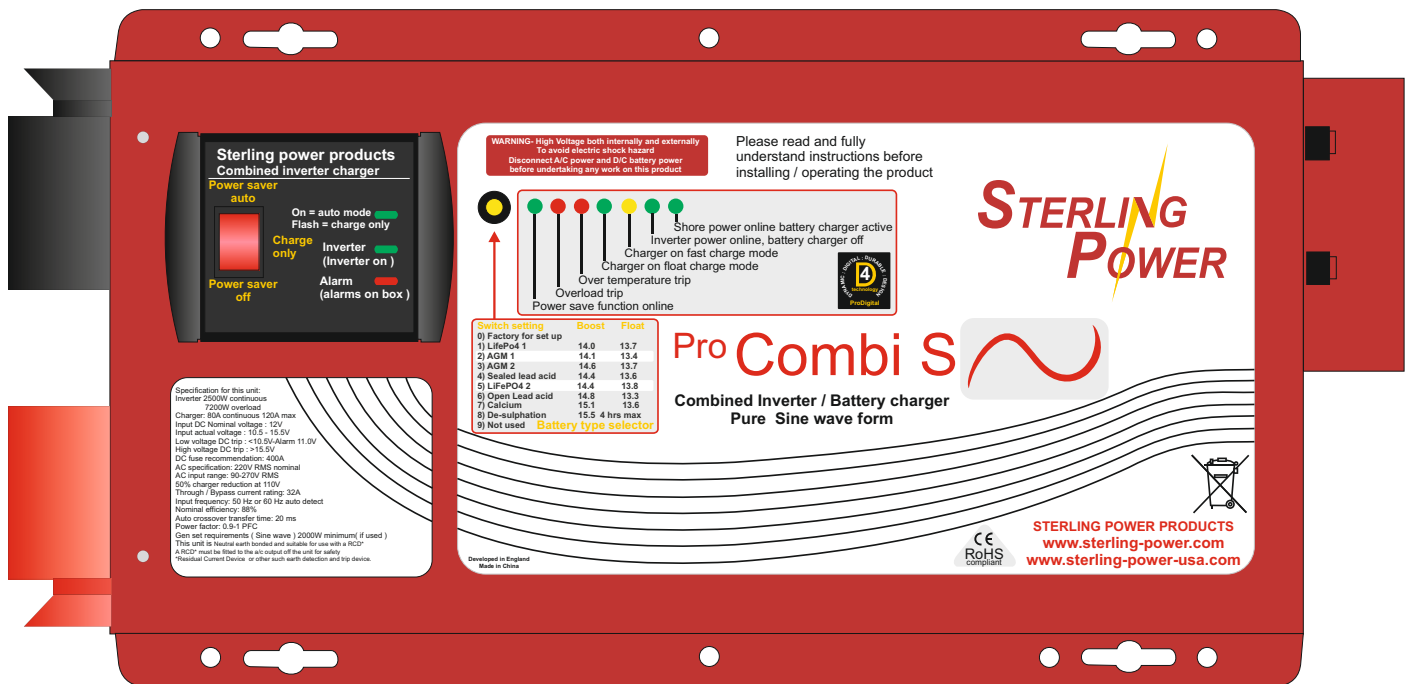 Sterling power products
Combined inverter charger
Power saver
auto
On = auto mode
Flash = charge only
Charge
only
Inverter
(Inverter on )
Power saver
off
Alarm
(alarms on box )
Specification for this unit:
Inverter 2500W continuous
7200W overload
Charger: 80A continuous 120A max
Input DC Nominal voltage : 12V
Input actual voltage : 10.5 - 15.5V
Low voltage DC trip : <10.5V-Alarm 11.0V
High voltage DC trip : >15.5V
DC fuse recommendation: 400A
AC specification: 220V RMS nominal
AC input range: 90-270V RMS
50% charger reduction at 110V
Through / Bypass current rating: 32A
Input frequency: 50 Hz or 60 Hz auto detect
Nominal efficiency: 88%
Auto crossover transfer time: 20 ms
Power factor: 0.9-1 PFC
Gen set requirements ( Sine wave ) 2000W minimum( if used )
This unit is Neutral earth bonded and suitable for use with a RCD*
A RCD* must be fitted to the a/c output off the unit for safety
*Residual Current Device or other such earth detection and trip device.
WARNING- High Voltage both internally and externally
To avoid electric shock hazard
Disconnect A/C power and D/C battery power
before undertaking any work on this product
Please read and fully
understand instructions before
installing / operating the product
Shore power online battery charger active
Inverter power online, battery charger off
Charger on fast charge mode
Charger on float charge mode
Over temperature trip
Overload trip
Power save function online
DYNAMIC : DIGITAL : DURABLE : DESIGN
D
4
technology
ProDigital
Switch setting Boost Float
0) Factory for set up
1) LifePo4 1 14.0 13.7
2) AGM 1 14.1 13.4
3) AGM 2 14.6 13.7
4) Sealed lead acid 14.4 13.6
5) LiFePO4 2 14.4 13.8
6) Open Lead acid 14.8 13.3
7) Calcium 15.1 13.6
8) De-sulphation 15.5 4 hrs max
9) Not used Battery type selector
STERLING
POWER
Pro Combi S
Combined Inverter / Battery charger
Pure Sine wave form
Developed in England
Made in China
CE
RoHS
compliant
STERLING POWER PRODUCTS
www.sterling-power.com
www.sterling-power-usa.com